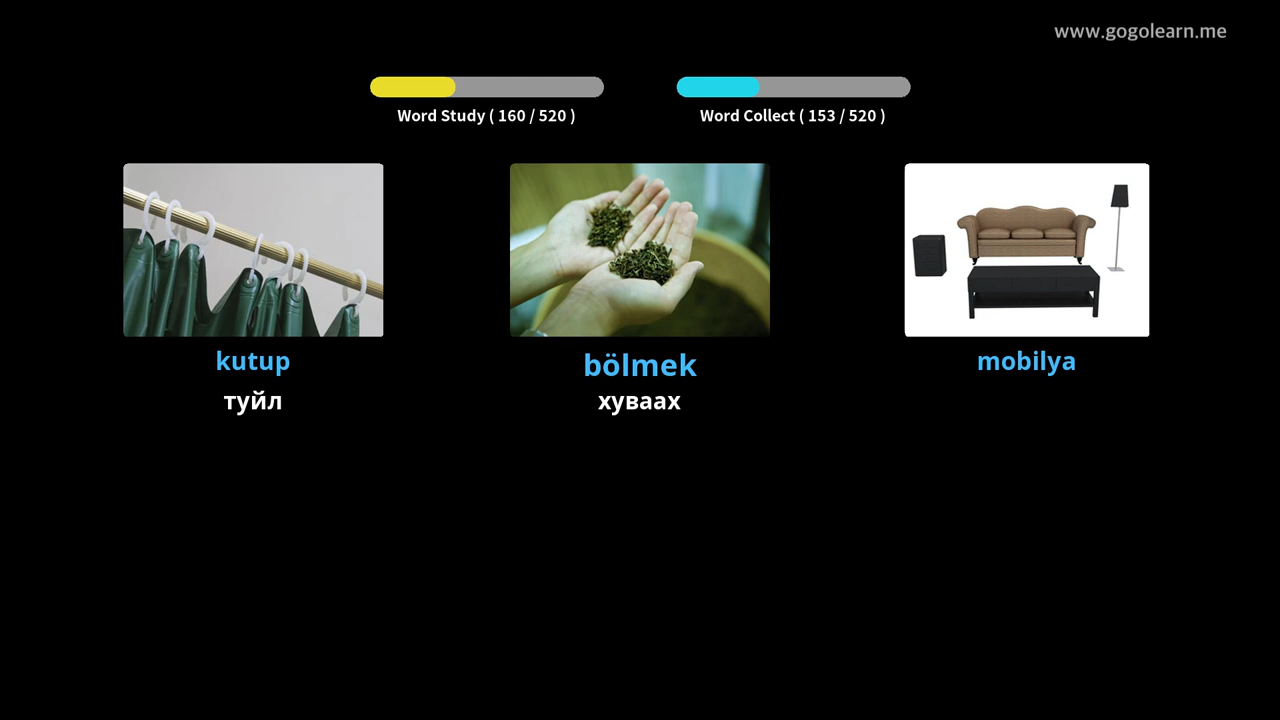 www.gogolearn.me
Word Study ( 160 / 520 )
Word Collect ( 153 / 520 )
kutup
bölmek
mobilya
туйл
хуваах